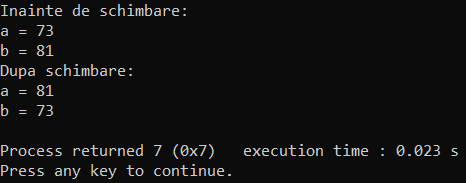 Inainte de schimbare:
a = 73
b = 81
Dupa schimbare:
a = 81
b = 73
Process returned 7 (0x7)   execution time : 0.023 s
Press any key to continue.